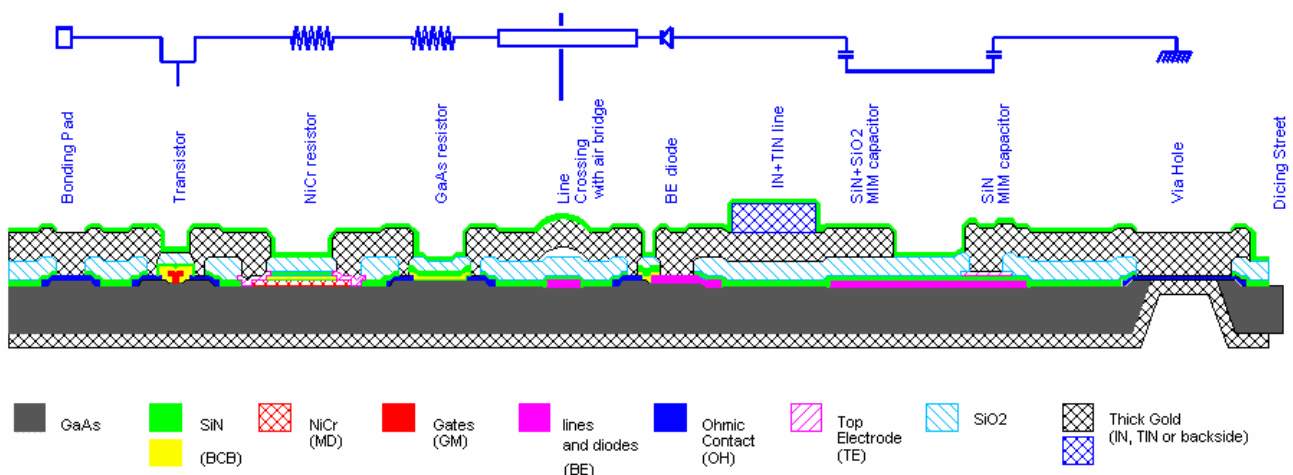 Bonding Pad
Transistor
NiCr resistor
GaAs resistor
Line
Crossing
with air bridge
BE diode
IN+TIN line
SiN+SiO2
MIM capacitor
SiN
MIM capacitor
Via Hole
Dicing Street
GaAs
SiN
(BCB)
NiCr
(MD)
Gates
(GM)
lines
and diodes
(BE)
Ohmic
Contact
(OH)
Top
Electrode
(TE)
SiO2
Thick Gold
(IN, TIN or backside)